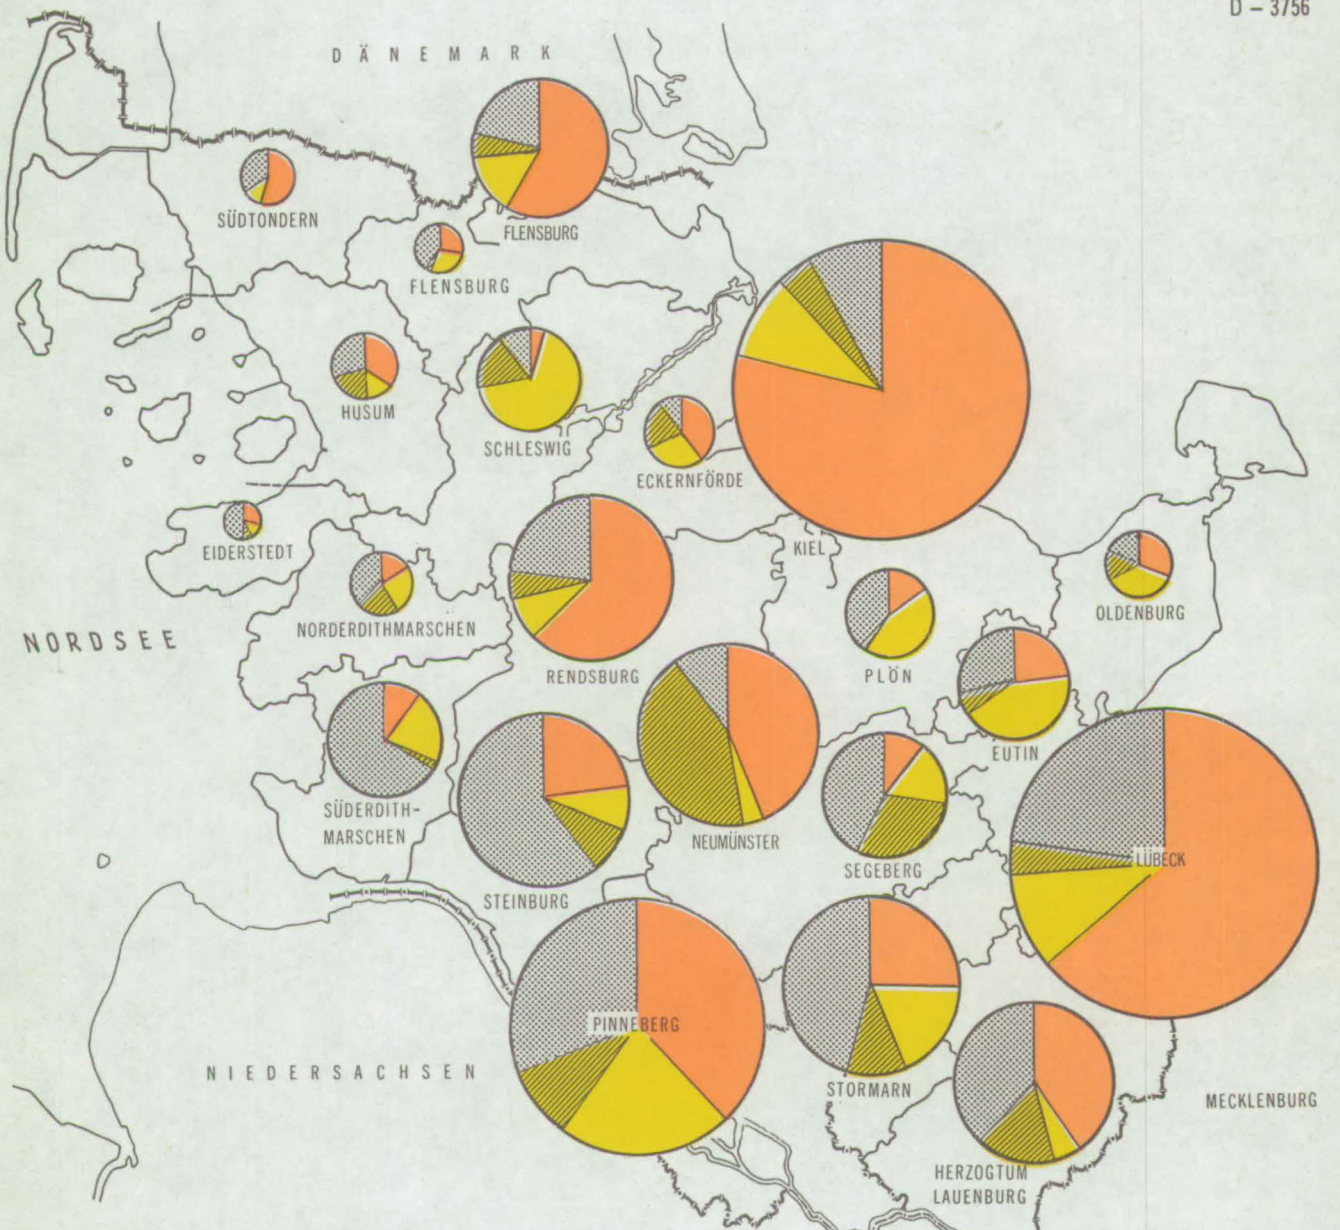 D – 3756
DÄNEMARK
SÜDTONDERN
FLENSBURG
FLENSBURG
HUSUM
SCHLESWIG
ECKERNFÖRDE
EIDERSTEDT
KIEL
OLDENBURG
NORDERDITHMARSCHEN
NORDSEE
RENDSBURG
PLÖN
EUTIN
SÜDERDITH-
MARSCHEN
NEUMÜNSTER
LÜBECK
SEGEBERG
STEINBURG
PINNEBERG
NIEDERSACHSEN
STORMARN
MECKLENBURG
HERZOGTUM
LAUENBURG